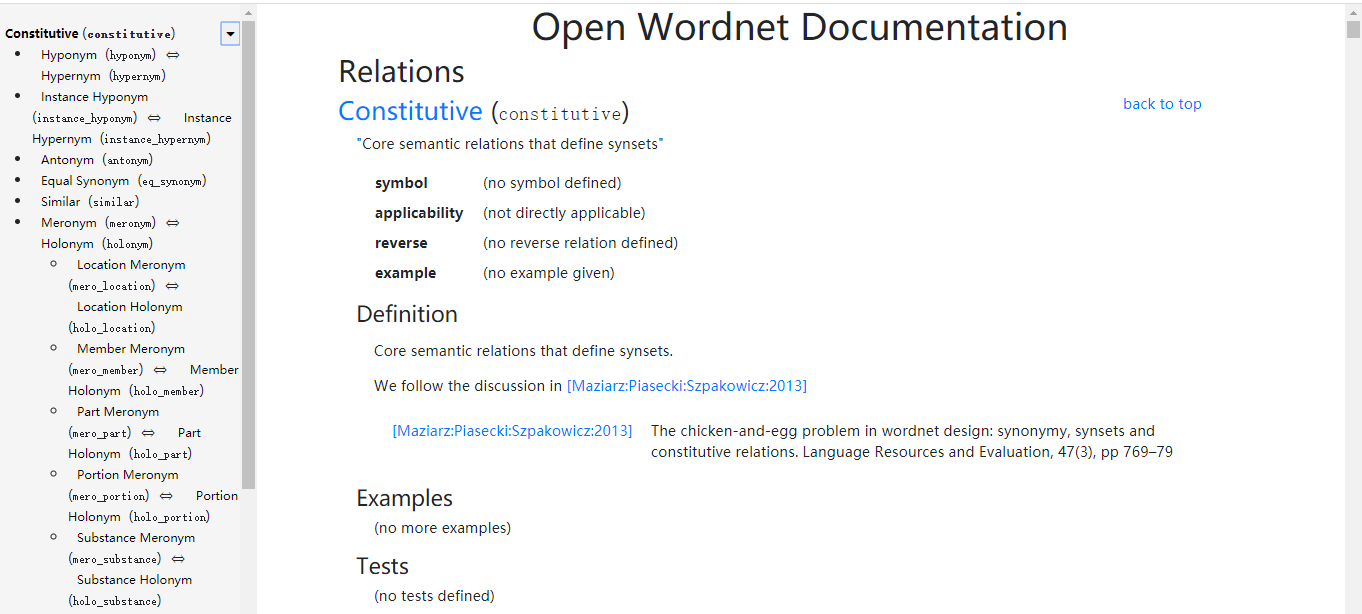 Constitutive (constitutive)
Hyponym (hyponym) ⇔
Hypernym (hypernym)
Instance Hyponym
(instance_hyponym) ⇔ Instance
Hypernym (instance_hypernym)
Antonym (antonym)
Equal Synonym (eq_synonym)
Similar (similar)
Meronym (meronym) ⇔
Holonym (holonym)
Location Meronym
(mero_location) ⇔
Location Holonym
(holo_location)
Member Meronym
(mero_member) ⇔ Member
Holonym (holo_member)
Part Meronym
(mero_part) ⇔ Part
Holonym (holo_part)
Portion Meronym
(mero_portion) ⇔ Portion
Holonym (holo_portion)
Substance Meronym
(mero_substance) ⇔
Substance Holonym
(holo_substance)
Open Wordnet Documentation
Relations
Constitutive (constitutive)
back to top
"Core semantic relations that define synsets"
symbol (no symbol defined)
applicability (not directly applicable)
reverse (no reverse relation defined)
example (no example given)
Definition
Core semantic relations that define synsets.
We follow the discussion in [Maziarz:Piasecki:Szpakowicz:2013]
[Maziarz:Piasecki:Szpakowicz:2013] The chicken-and-egg problem in wordnet design: synonymy, synsets and
constitutive relations. Language Resources and Evaluation, 47(3), pp 769–79
Examples
(no more examples)
Tests
(no tests defined)